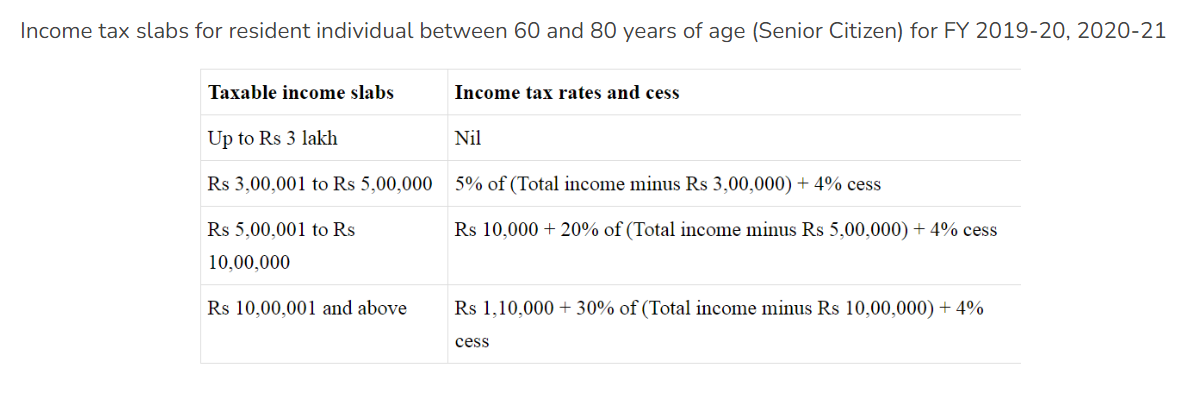 Income tax slabs for resident individual between 60 and 80 years of age (Senior Citizen) for FY 2019-20, 2020-21
Taxable income slabs
Income tax rates and cess
Up to Rs 3 lakh
Nil
Rs 3,00,001 to Rs 5,00,000
5% of (Total income minus Rs 3,00,000) + 4% cess
Rs 5,00,001 to Rs
10,00,000
Rs 10,000 + 20% of (Total income minus Rs 5,00,000) + 4% cess
Rs 10,00,001 and above
Rs 1,10,000 + 30% of (Total income minus Rs 10,00,000) + 4%
cess